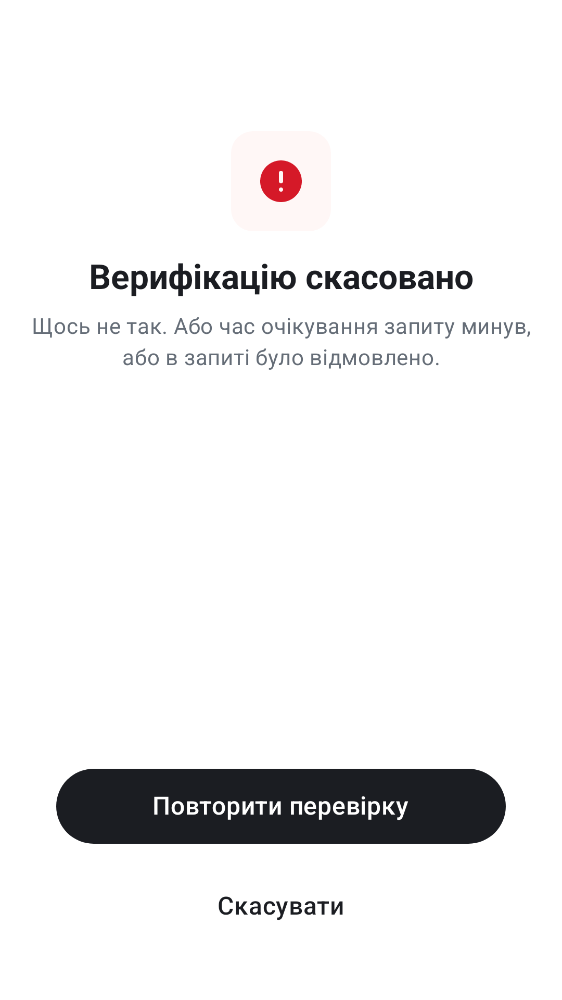 Верифікацію скасовано
Щось не так. Або час очікування запиту минув,
або в запиті було відмовлено.
Повторити перевірку
Скасувати